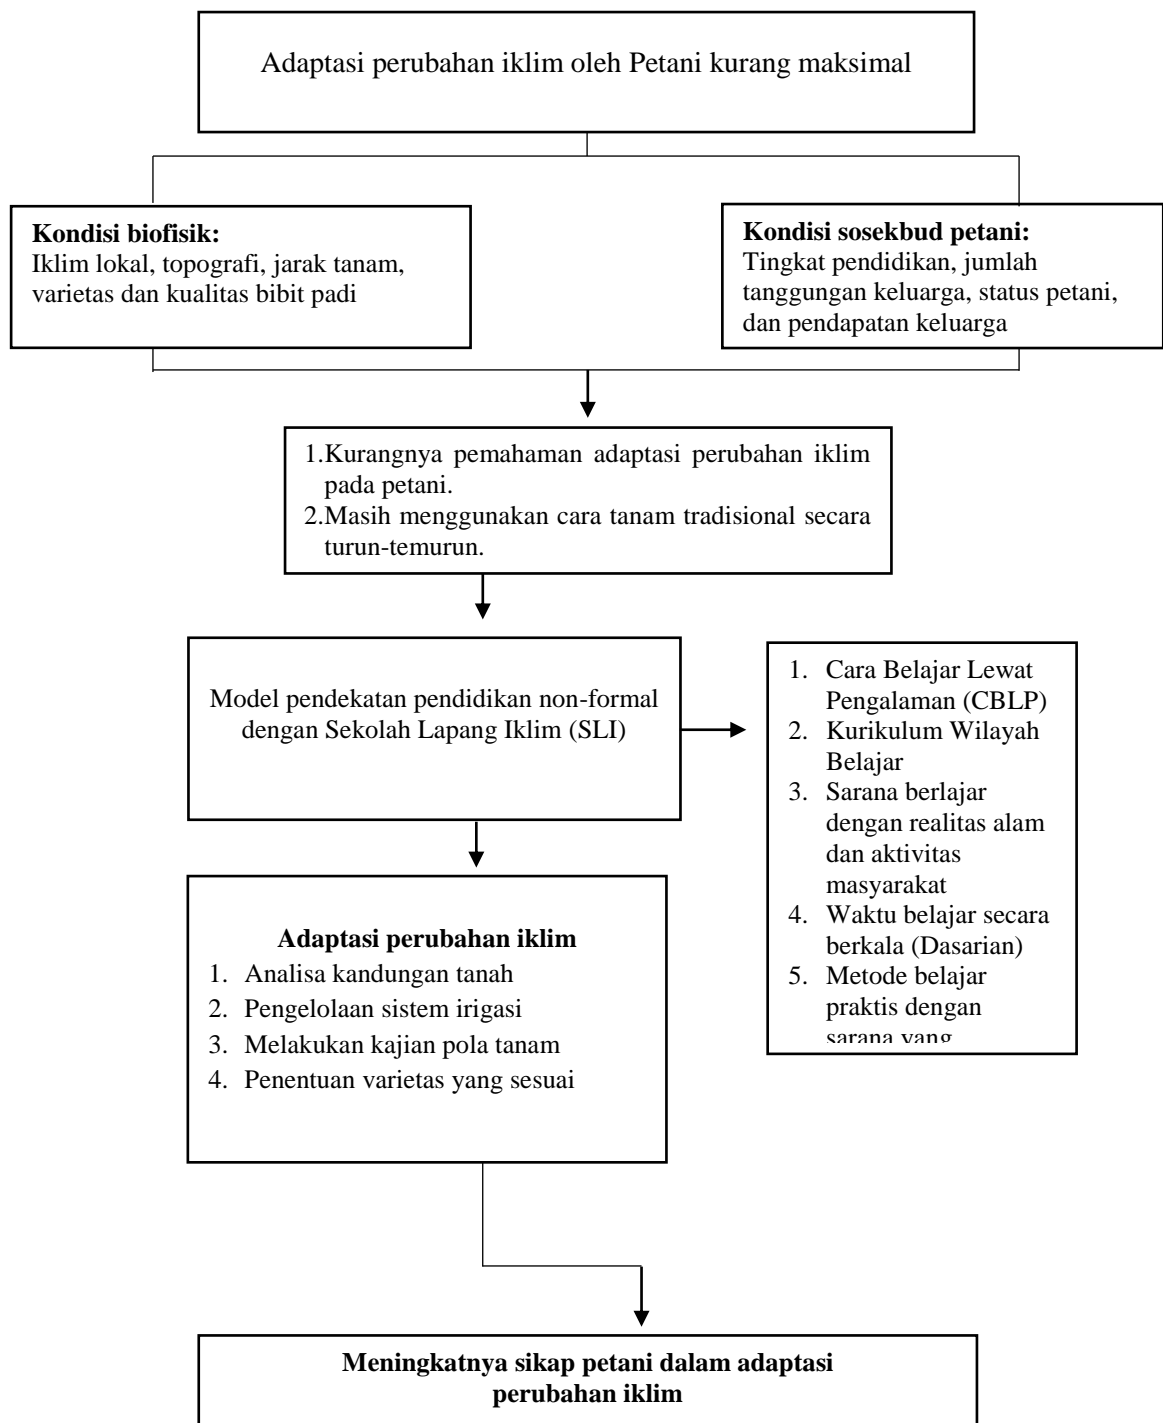 Adaptasi perubahan iklim oleh Petani kurang maksimal
Kondisi biofisik:
Iklim lokal, topografi, jarak tanam,
varietas dan kualitas bibit padi
Kondisi sosekbud petani:
Tingkat pendidikan, jumlah
tanggungan keluarga, status petani,
dan pendapatan keluarga
1.Kurangnya pemahaman adaptasi perubahan iklim
pada petani.
2.Masih menggunakan cara tanam tradisional secara
turun-temurun.
Model pendekatan pendidikan non-formal
dengan Sekolah Lapang Iklim (SLI)
1. Cara Belajar Lewat
Pengalaman (CBLP)
2. Kurikulum Wilayah
Belajar
3. Sarana berlajar
dengan realitas alam
dan aktivitas
masyarakat
4. Waktu belajar secara
berkala (Dasarian)
5. Metode belajar
praktis dengan
sarana yang
Adaptasi perubahan iklim
1. Analisa kandungan tanah
2. Pengelolaan sistem irigasi
3. Melakukan kajian pola tanam
4. Penentuan varietas yang sesuai
Meningkatnya sikap petani dalam adaptasi
perubahan iklim